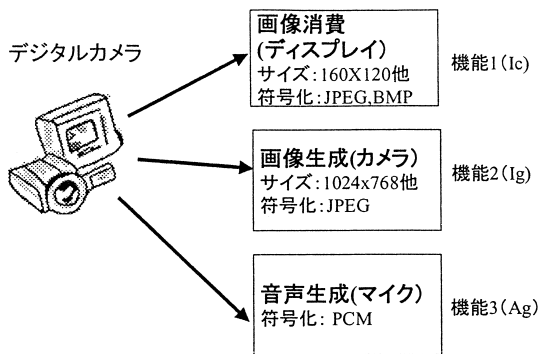 デジタルカメラ
画像消費
(ディスプレイ)
サイズ:160X120他
符号化:JPEG,BMP
機能1(Ic)
画像生成(カメラ)
サイズ:1024x768他
符号化:JPEG
機能2(Ig)
音声生成(マイク)
符号化: PCM
機能3(Ag)